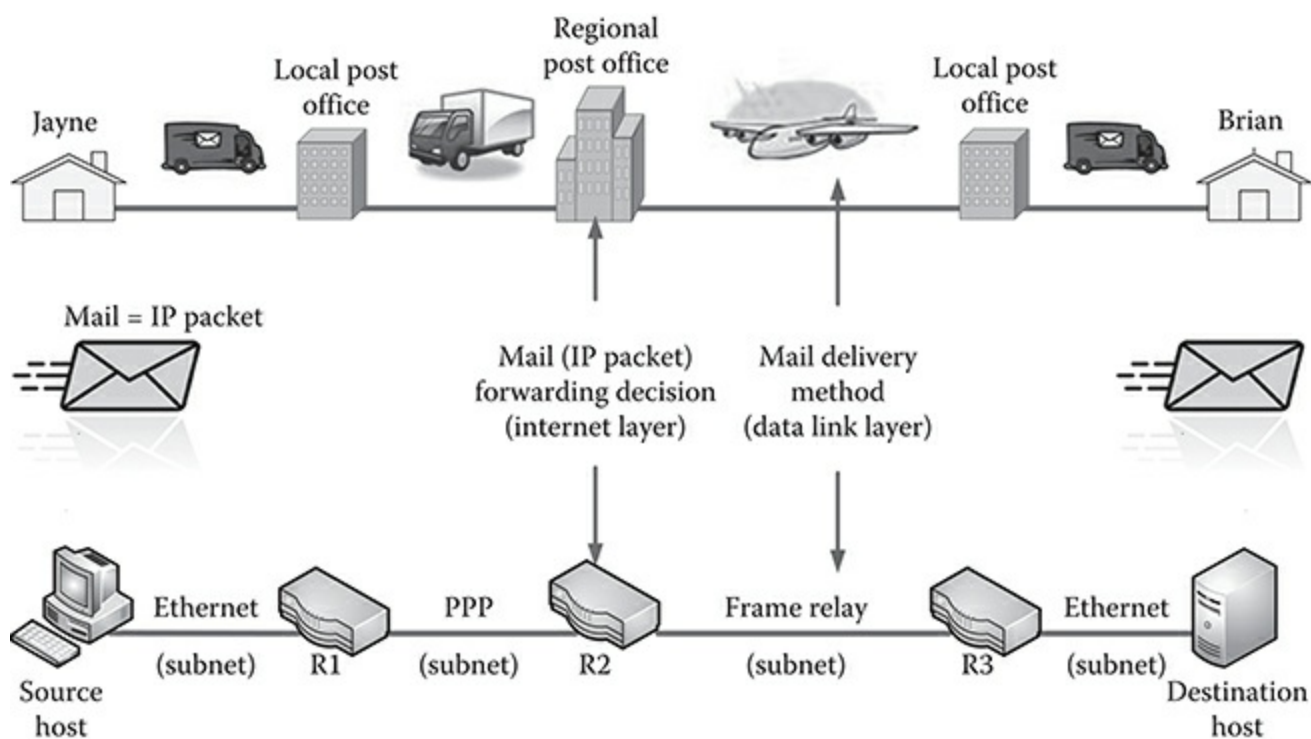 Regional
post office
Local post
office
Local post
office
Jayne
Brian
Mail = IP packet
Mail (IP packet)
forwarding decision
(internet layer)
Mail delivery
method
(data link layer)
Ethernet
(subnet)
R1
PPP
(subnet)
R2
Frame relay
(subnet)
R3
Ethernet
(subnet)
Source
host
Destination
host